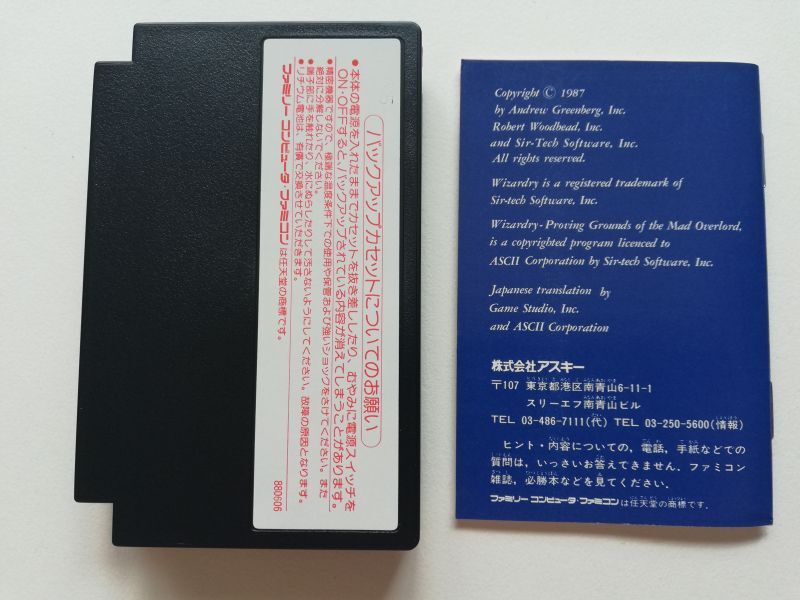 バックアップカセットについてのお願い
●本体の電源を入れたままでカセットを抜き差ししたり、むやみに電源スイッチを
ON・OFFすると、バックアップされている内容が消えてしまうことがあります。
●精密機器ですので、極端な温度条件下での使用や保管および強いショックをさけてください。また
絶対に分解しないでください。
●端子部に手を触れたり、水にぬらしたりして汚さないようにしてください。故障の原因となります。
●リチウム電池は、有償で交換させていただきます。
ファミリーコンピュータ・ファミコンは任天堂の商標です。
880606
Copyright © 1987
by Andrew Greenberg, Inc.
Robert Woodhead, Inc.
and Sir-Tech Software, Inc.
All rights reserved.
Wizardry is a registered trademark of
Sir-tech Software, Inc.
Wizardry-Proving Grounds of the Mad Overlord,
is a copyrighted program licenced to
ASCII Corporation by Sir-tech Software, Inc.
Japanese translation by
Game Studio, Inc.
and ASCII Corporation
株式会社アスキー
〒107 東京都港区南青山6-11-1
スリーエフ南青山ビル
TEL 03-486-7111(代) TEL 03-250-5600(情報)
ヒント・内容についての、電話、手紙などでの
質問は、いっさいお答えできません。ファミコン
雑誌、必勝本などを見てください。
ファミリーコンピュータ・ファミコンは任天堂の商標です.